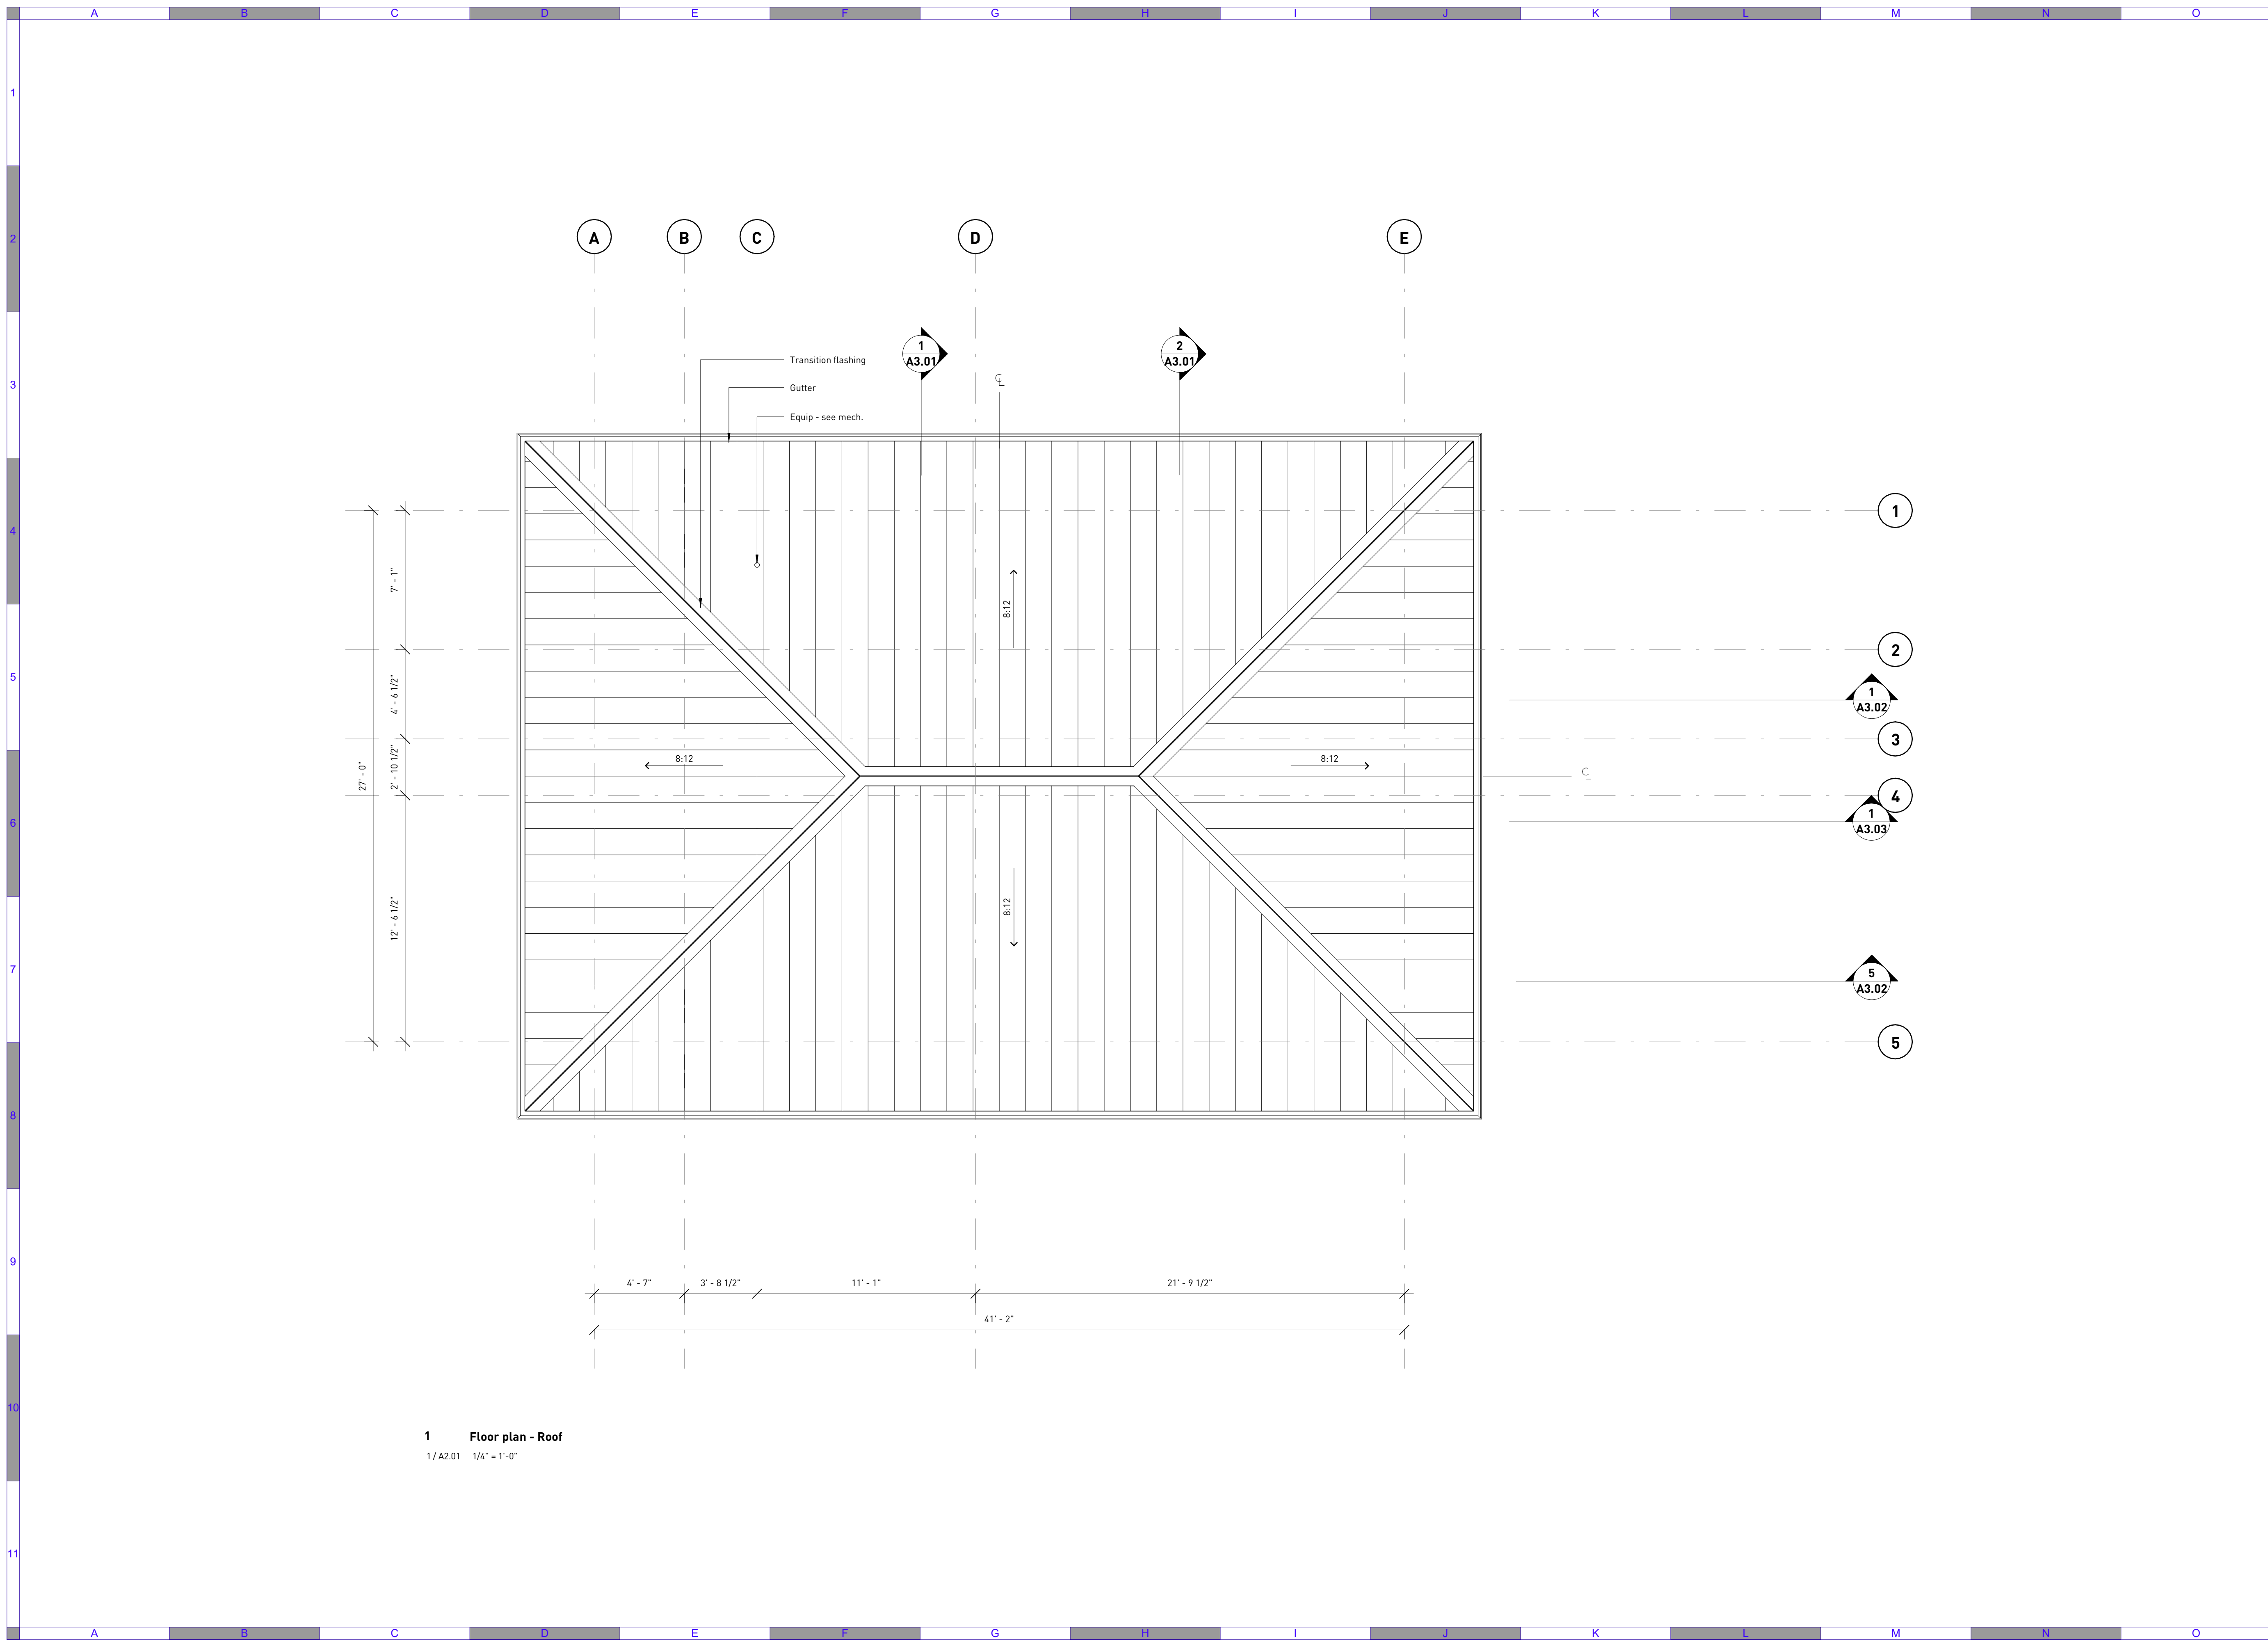 A B C D E F G H I J K L M N O
1
2
A B C D E
3
1
A3.01
2
A3.01
Transition flashing
℄
Gutter
Equip - see mech.
4
1
7' - 1"
8:12
5
2
4' - 6 1/2"
1
A3.02
3
27' - 0"
2' - 10 1/2"
8:12
8:12
℄
4
6
1
A3.03
12' - 6 1/2"
8:12
7
5
A3.02
5
8
9
4' - 7"
3' - 8 1/2"
11' - 1"
21' - 9 1/2"
41' - 2"
10
1 Floor plan - Roof
1 / A2.01 1/4" = 1'-0"
11
A B C D E F G H I J K L M N O